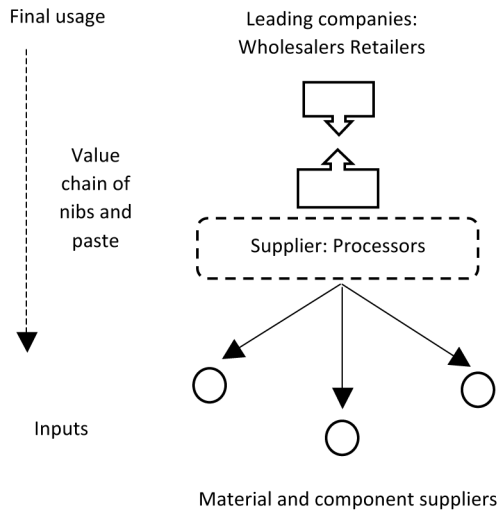 Final usage
Leading companies:
Wholesalers Retailers
Value
chain of
nibs and
paste
Supplier: Processors
Inputs
Material and component suppliers